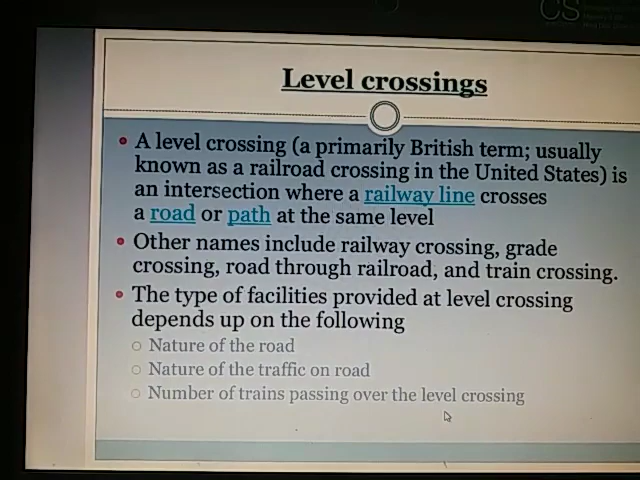 CS
Level crossings
• A level crossing (a primarily British term; usually
known as a railroad crossing in the United States) is
an intersection where a railway line crosses
a road or path at the same level
• Other names include railway crossing, grade
crossing, road through railroad, and train crossing.
• The type of facilities provided at level crossing
depends up on the following
○ Nature of the road
○ Nature of the traffic on road
○ Number of trains passing over the level crossing